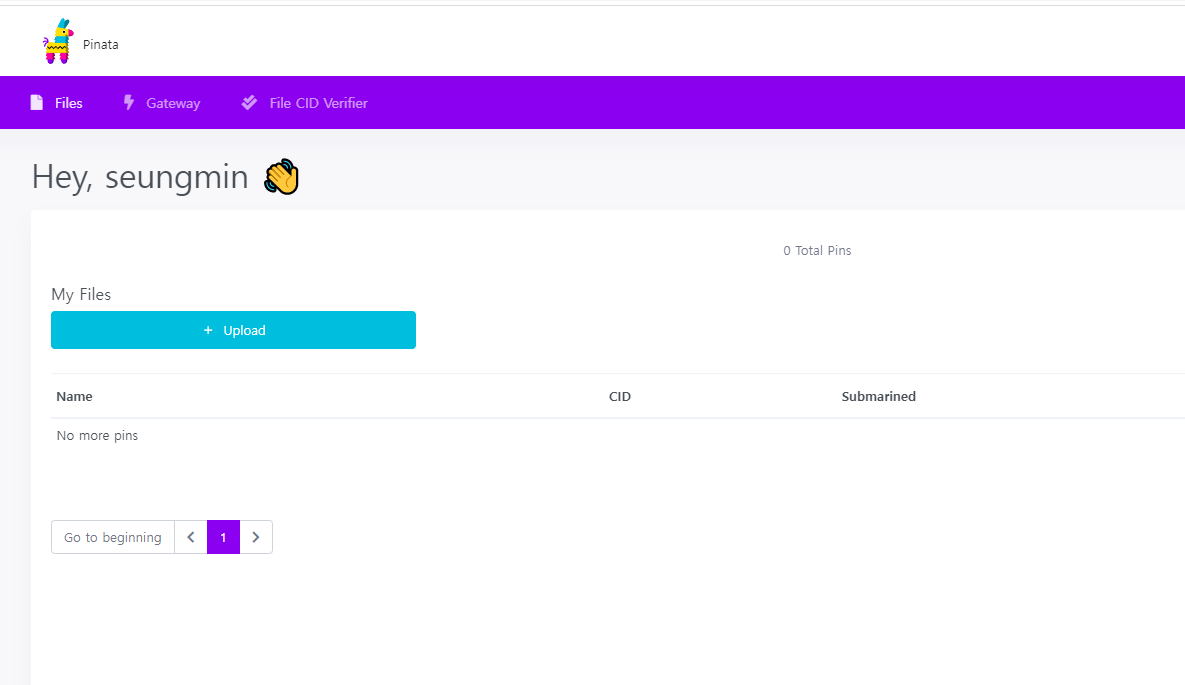 Pinata
Files Gateway File CID Verifier
Hey, seungmin 👋
0 Total Pins
My Files
+ Upload
Name CID Submarined
No more pins
Go to beginning 1